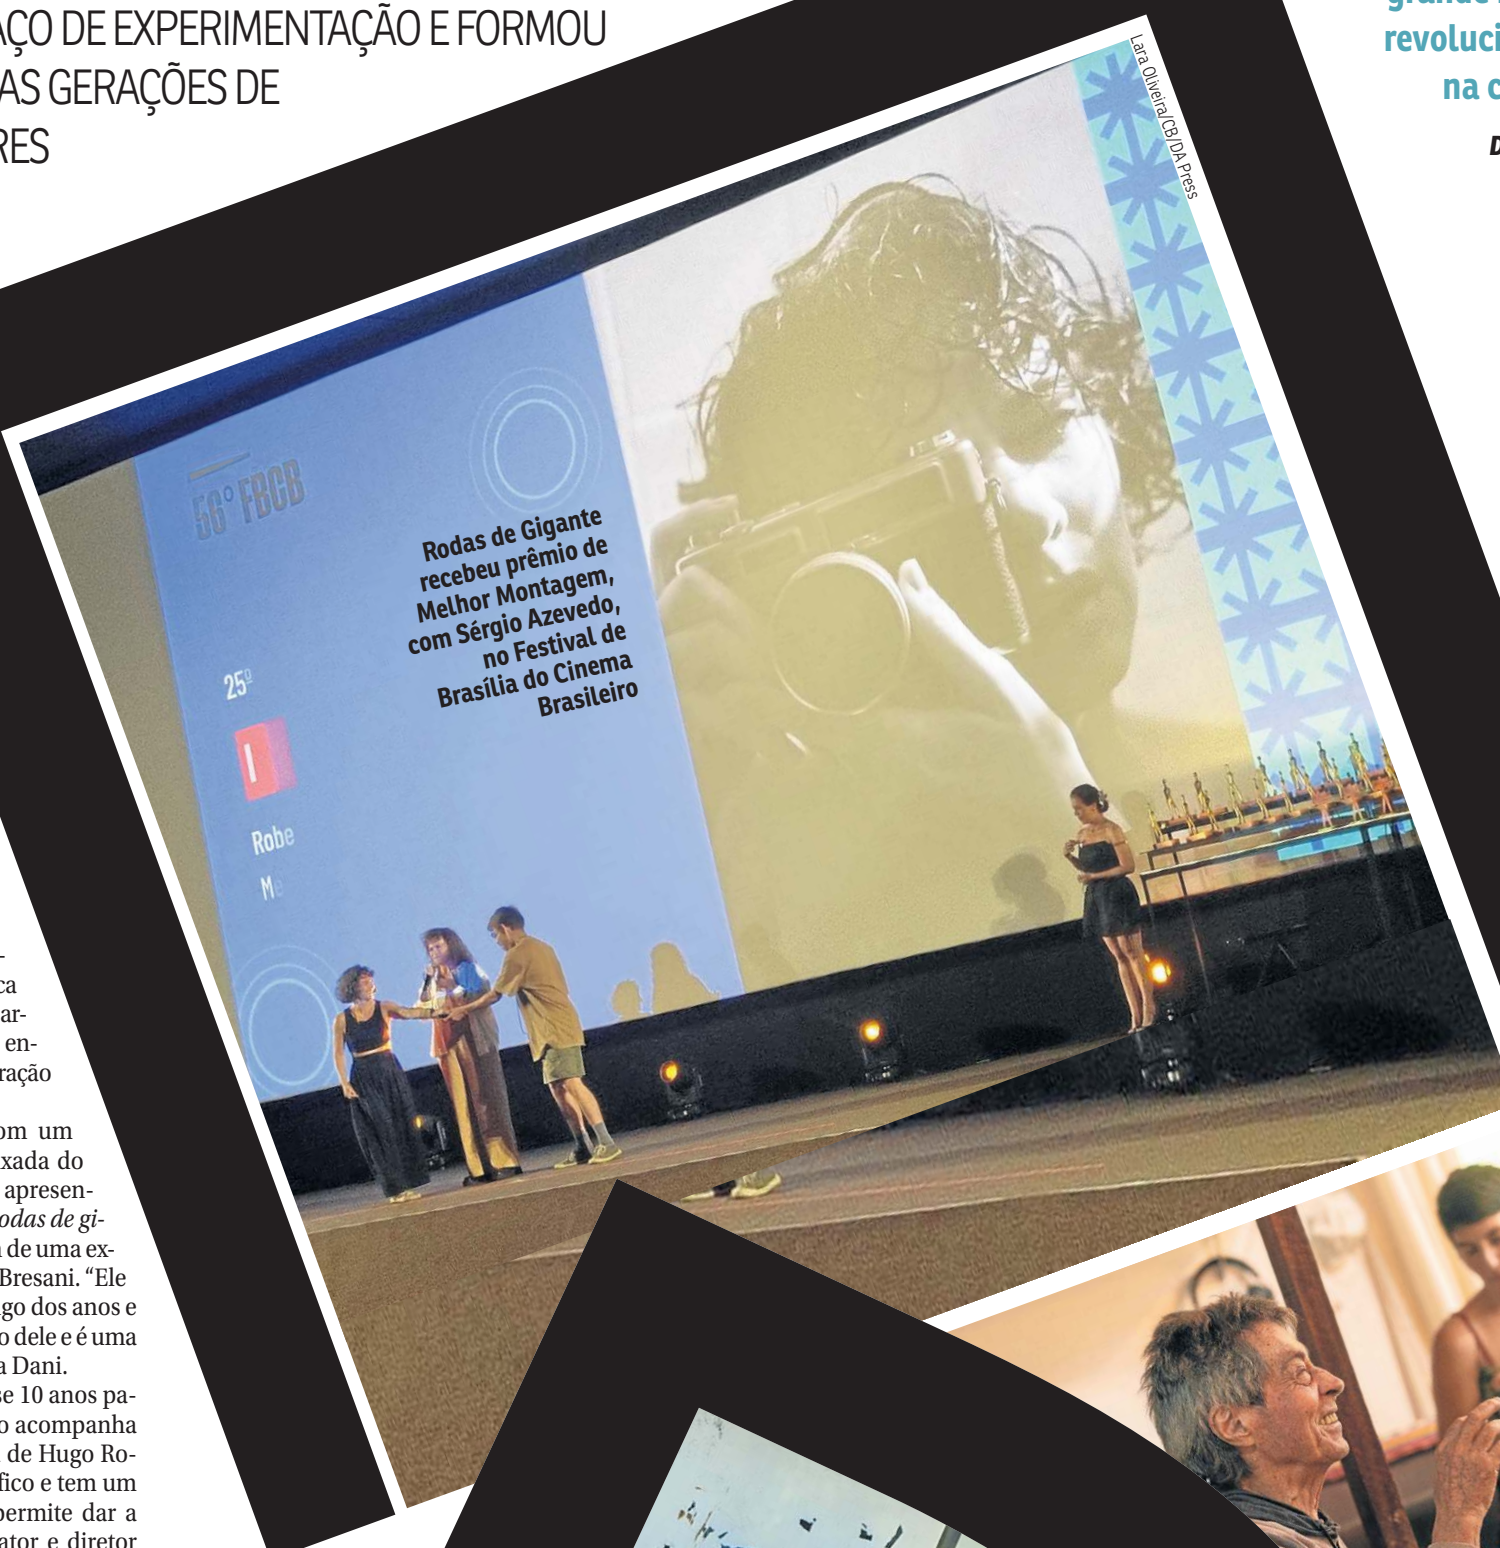 AÇO DE EXPERIMENTAÇÃO E FORMOU
AS GERAÇÕES DE
RES
revoluci
na c
Lara Oliveira/CB/DA Press
56º FBCB
Rodas de Gigante
recebeu prêmio de
Melhor Montagem,
com Sérgio Azevedo,
no Festival de
Brasília do Cinema
Brasileiro
25º
I
Robe
Me
-
ca
ar-
en-
ração
om um
xada do
apresen-
odas de gi-
de uma ex-
Bresani. “Ele
go dos anos e
o dele e é uma
a Dani.
se 10 anos pa-
o acompanha
de Hugo Ro-
fico e tem um
permite dar a
ator e diretor